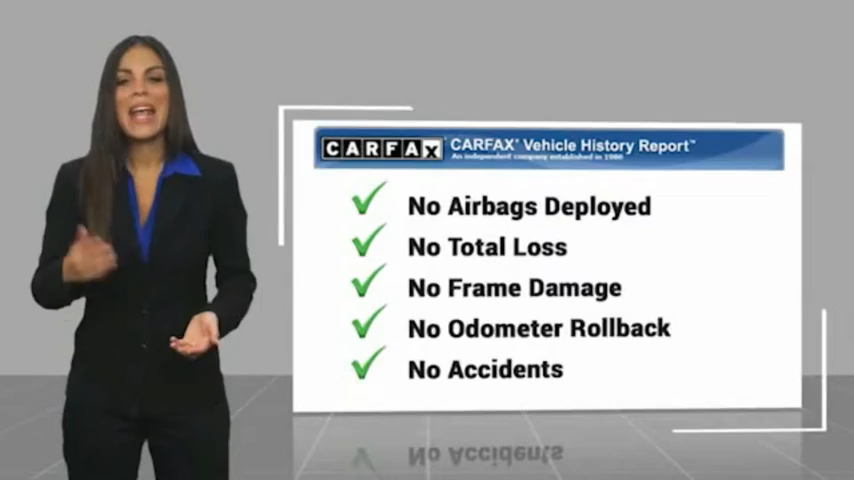 CARFAX CARFAX® Vehicle History Report™
An independent company established in 1986
No Airbags Deployed
No Total Loss
No Frame Damage
No Odometer Rollback
No Accidents
No Accidents